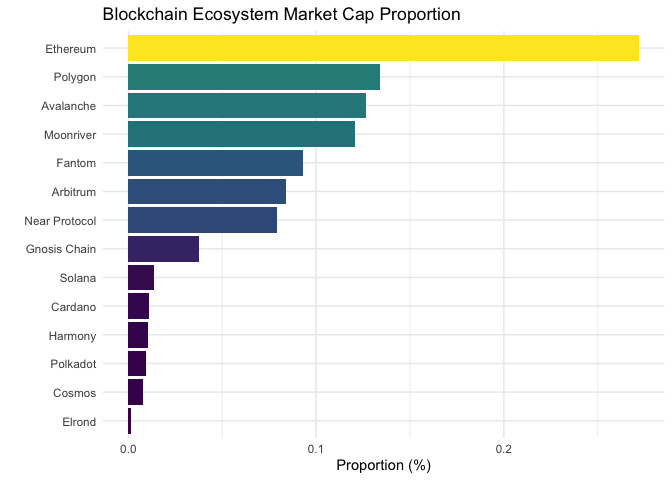 Blockchain Ecosystem Market Cap Proportion
Ethereum
Polygon
Avalanche
Moonriver
Fantom
Arbitrum
Near Protocol
Gnosis Chain
Solana
Cardano
Harmony
Polkadot
Cosmos
Elrond
0.0 0.1 0.2
Proportion (%)